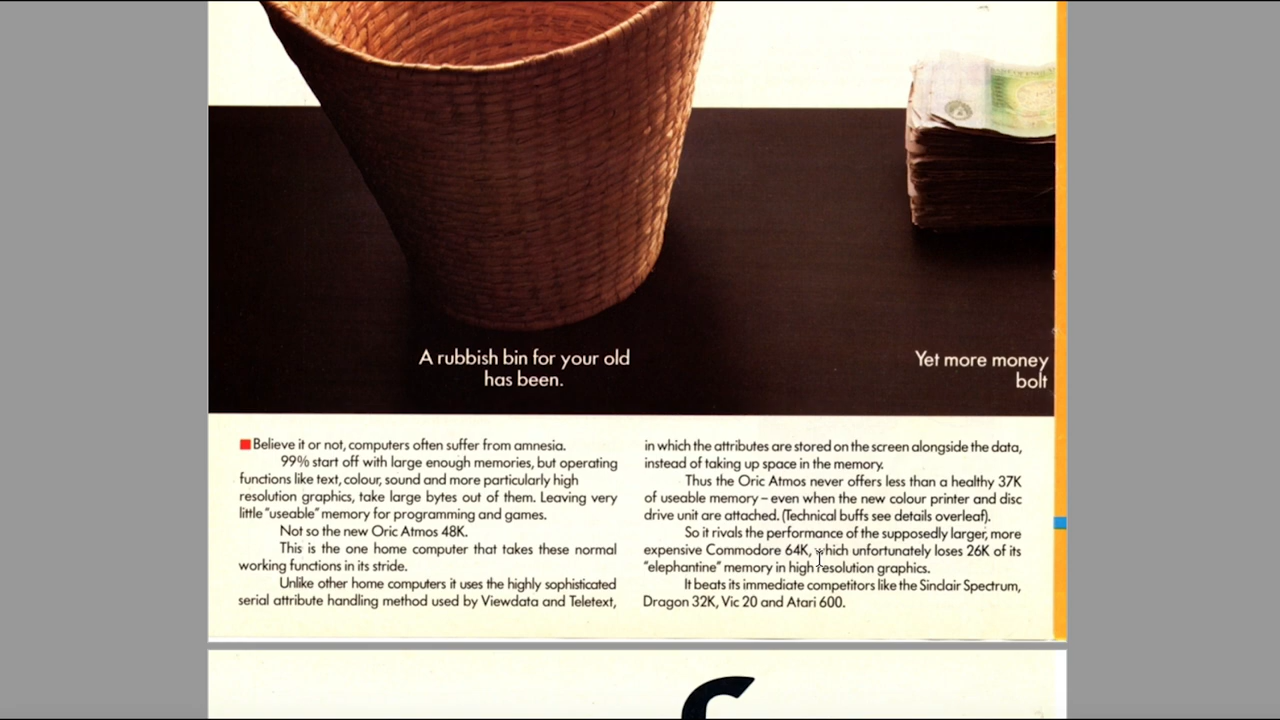 A rubbish bin for your old
has been.
Yet more money
bolt
Believe it or not, computers often suffer from amnesia.
99% start off with large enough memories, but operating
functions like text, colour, sound and more particularly high
resolution graphics, take large bytes out of them. Leaving very
little "useable" memory for programming and games.
Not so the new Oric Atmos 48K.
This is the one home computer that takes these normal
working functions in its stride.
Unlike other home computers it uses the highly sophisticated
serial attribute handling method used by Viewdata and Teletext,
in which the attributes are stored on the screen alongside the data,
instead of taking up space in the memory.
Thus the Oric Atmos never offers less than a healthy 37K
of useable memory – even when the new colour printer and disc
drive unit are attached. (Technical buffs see details overleaf).
So it rivals the performance of the supposedly larger, more
expensive Commodore 64K, which unfortunately loses 26K of its
"elephantine" memory in high resolution graphics.
It beats its immediate competitors like the Sinclair Spectrum,
Dragon 32K, Vic 20 and Atari 600.